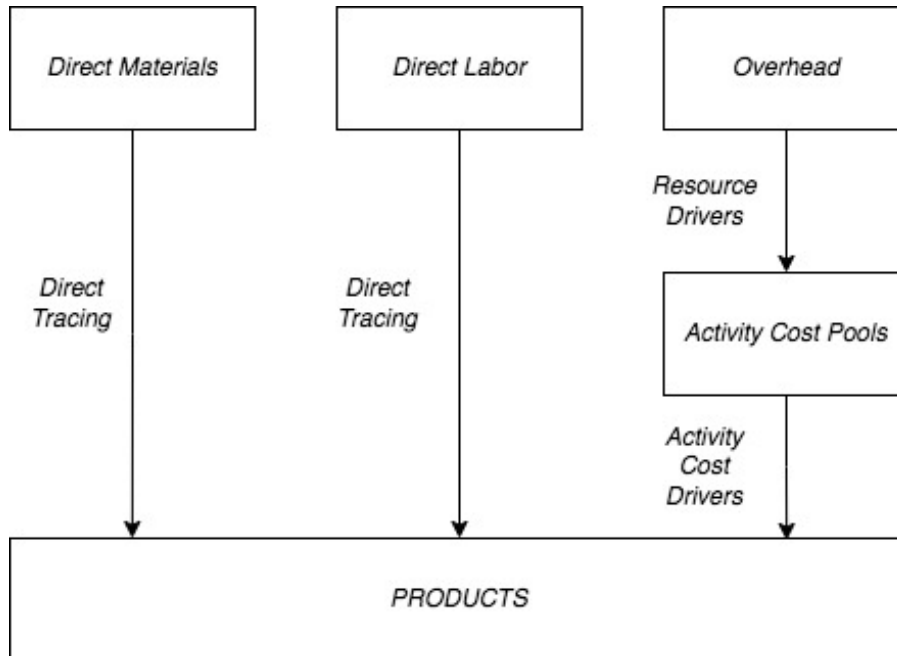 Direct Materials
Direct Labor
Overhead
Resource
Drivers
Direct
Tracing
Direct
Tracing
Activity Cost Pools
Activity
Cost
Drivers
PRODUCTS